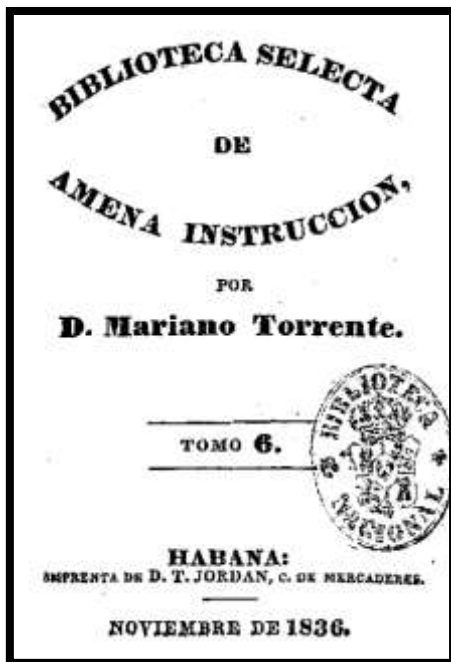 BIBLIOTECA SELECTA
DE
AMENA INSTRUCCION,
POR
D. Mariano Torrente.
TOMO 6.
BIBLIOTECA
NACIONAL
HABANA:
IMPRENTA DE D. T. JORDAN, C. DE MERCADERES.
NOVIEMBRE DE 1836.